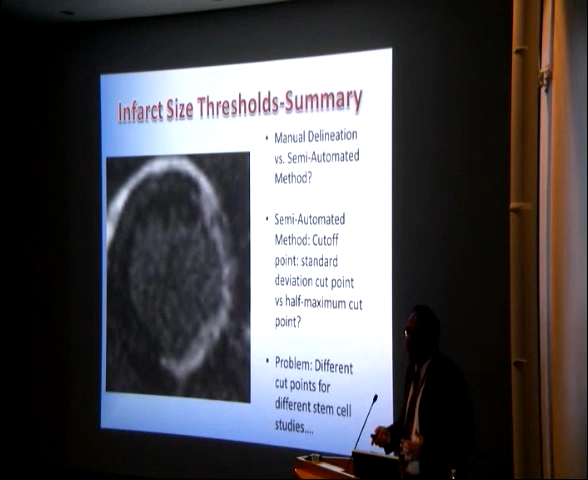 Infarct Size Thresholds-Summary
• Manual Delineation
vs. Semi-Automated
Method?
• Semi-Automated
Method: Cutoff
point: standard
deviation cut point
vs half-maximum cut
point?
• Problem: Different
cut points for
different stem cell
studies....